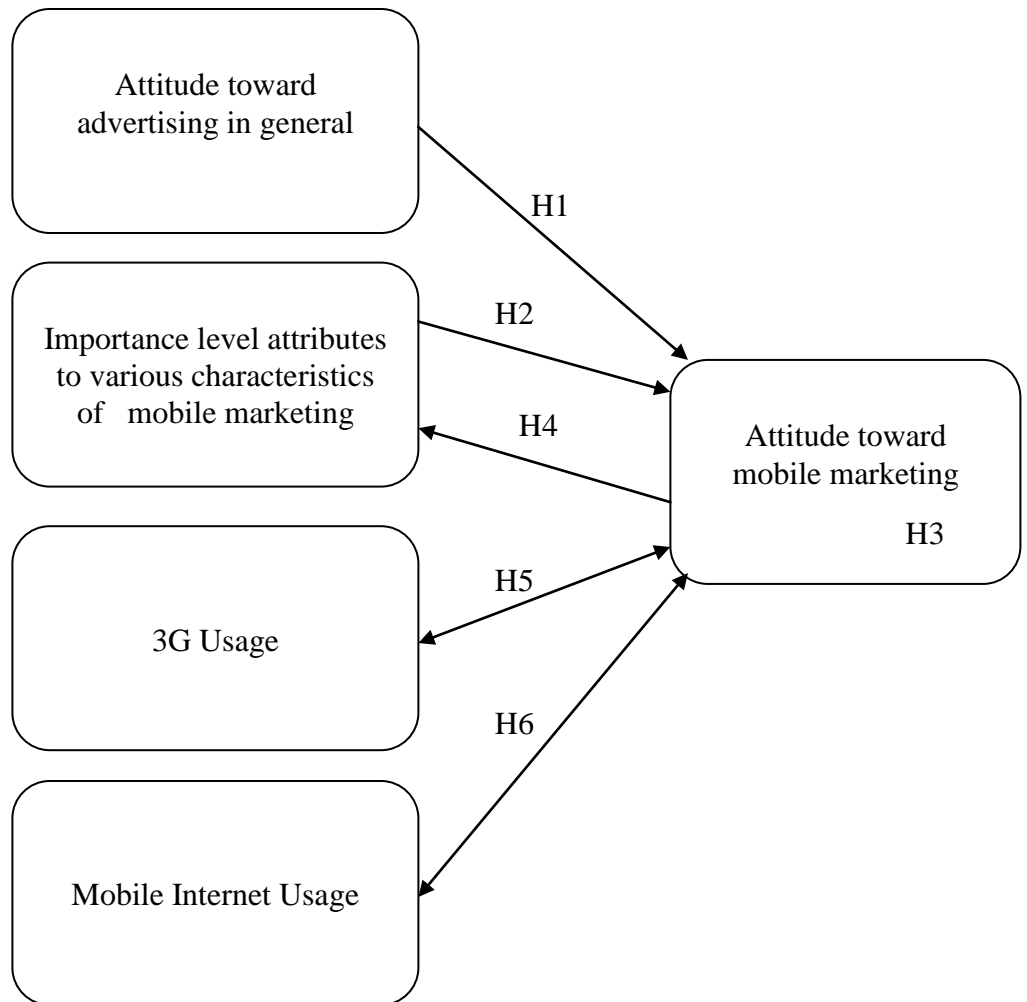 Attitude toward
advertising in general
H1
Importance level attributes
to various characteristics
of mobile marketing
H2
H4
Attitude toward
mobile marketing
H3
3G Usage
H5
H6
Mobile Internet Usage